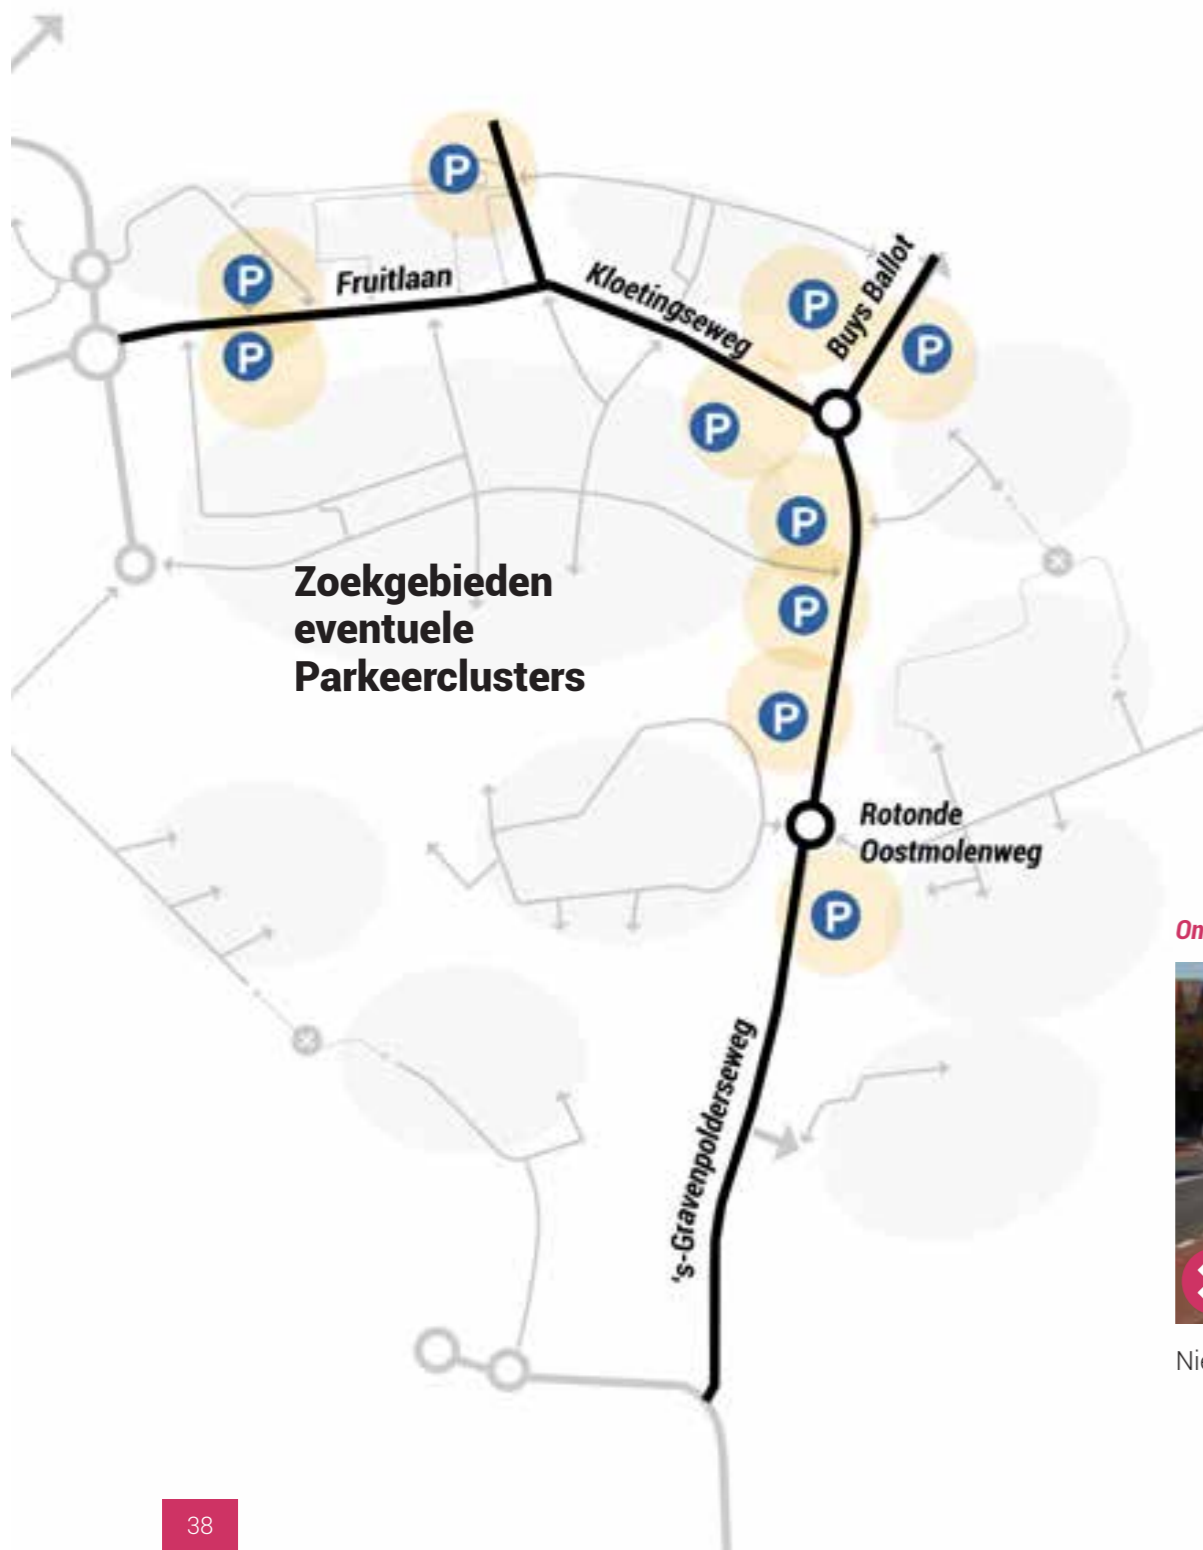 P
P
Fruitlaan
Kloetingseweg
P
Buys Ballot
P
P
P
P
P
Zoekgebieden
eventuele
Parkeerclusters
P
Rotonde
Oostmolenweg
P
's-Gravenpolderseweg
38